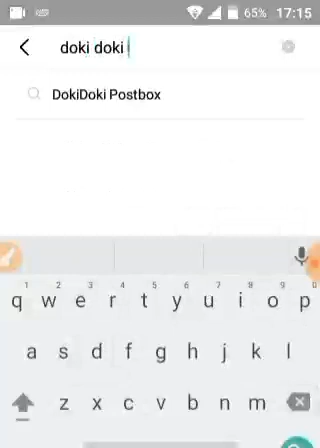 65% 17:15
doki doki
DokiDoki Postbox
1 2 3 4 5 6 7 8 9 0
q w e r t y u i o p
a s d f g h j k l
z x c v b n m